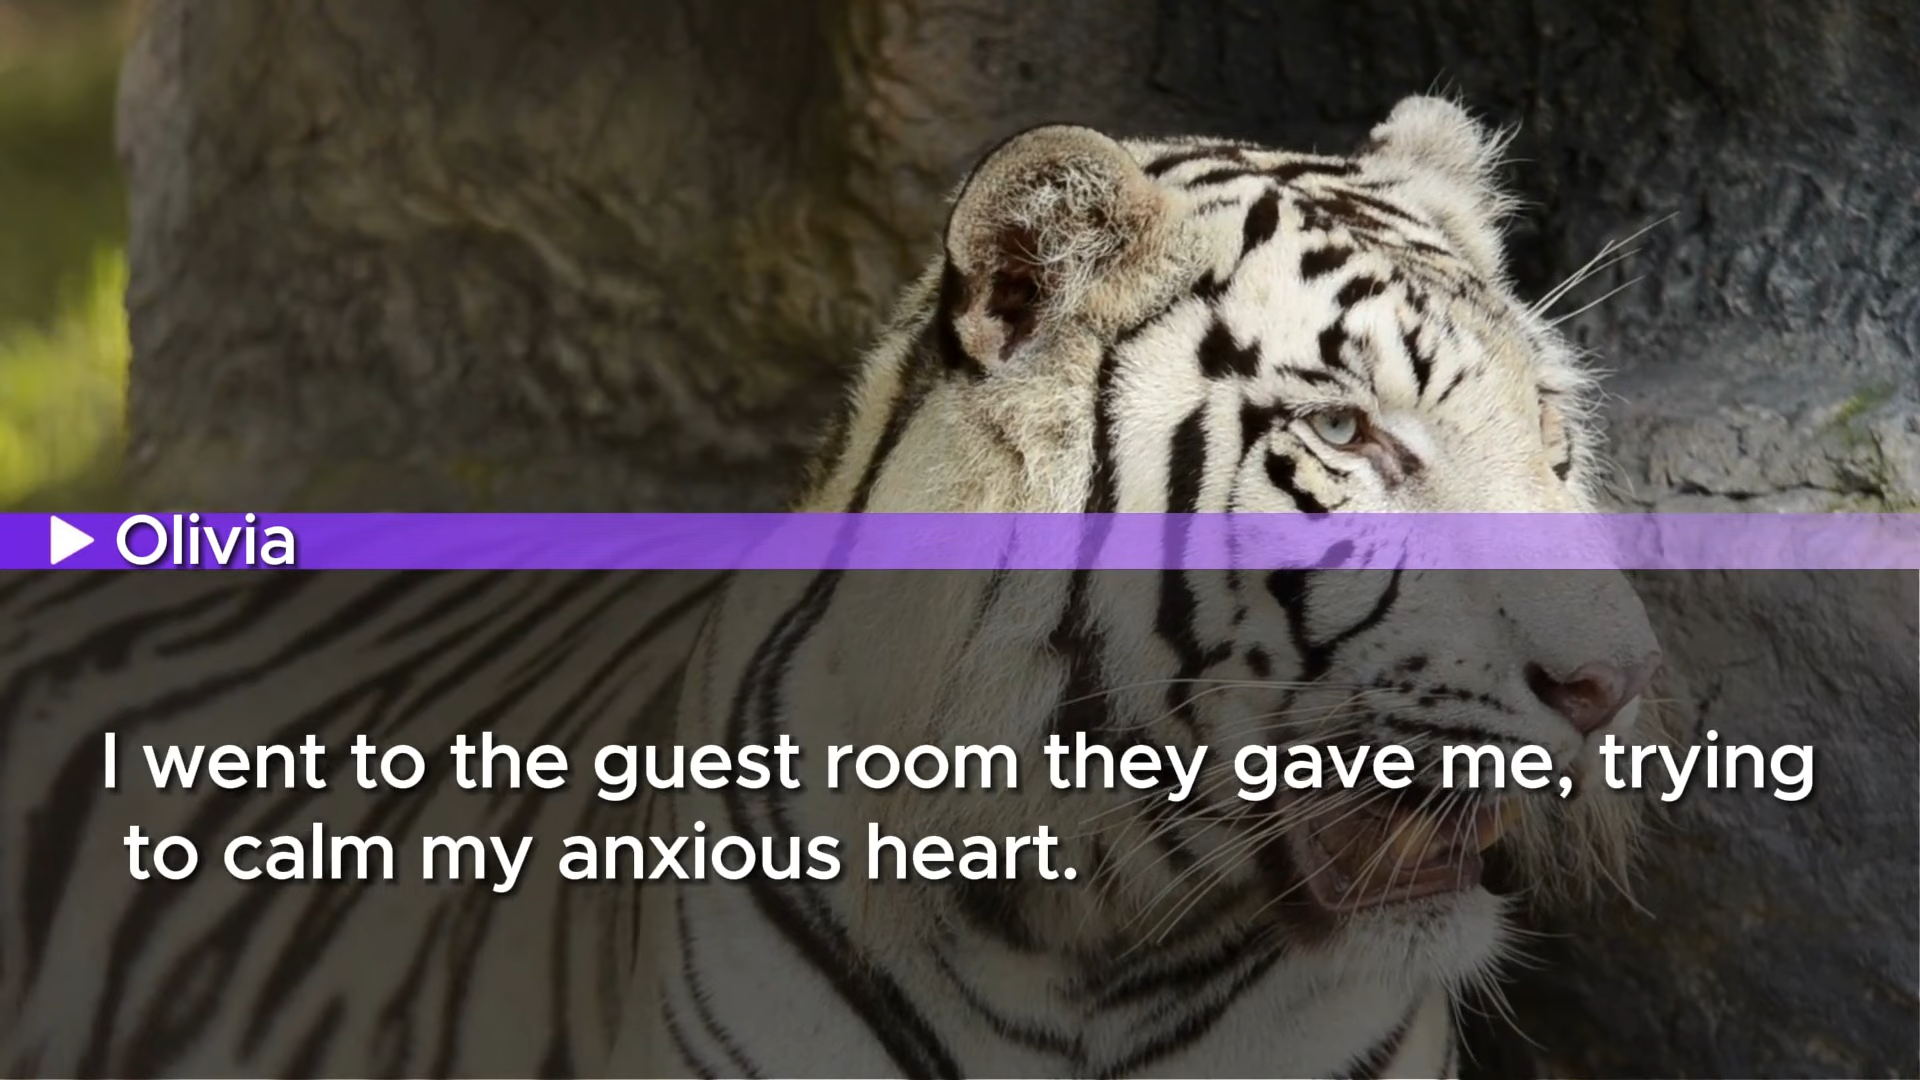 Olivia
I went to the guest room they gave me, trying
to calm my anxious heart.